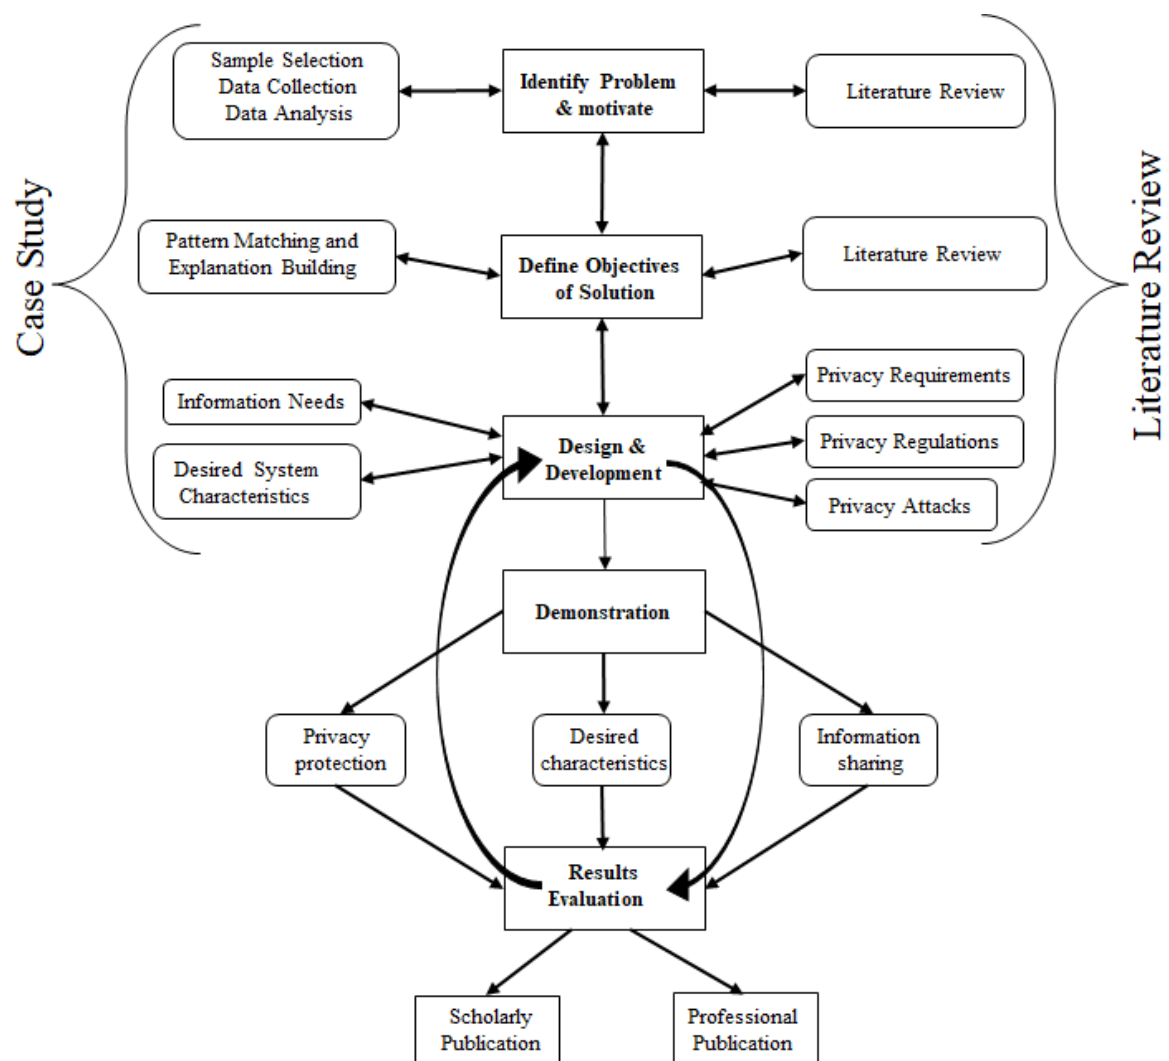 Case Study
Sample Selection
Data Collection
Data Analysis
Identify Problem
& motivate
Literature Review
Pattern Matching and
Explanation Building
Define Objectives
of Solution
Literature Review
Literature Review
Information Needs
Desired System
Characteristics
Design &
Development
Privacy Requirements
Privacy Regulations
Privacy Attacks
Demonstration
Privacy
protection
Desired
characteristics
Information
sharing
Results
Evaluation
Scholarly
Publication
Professional
Publication